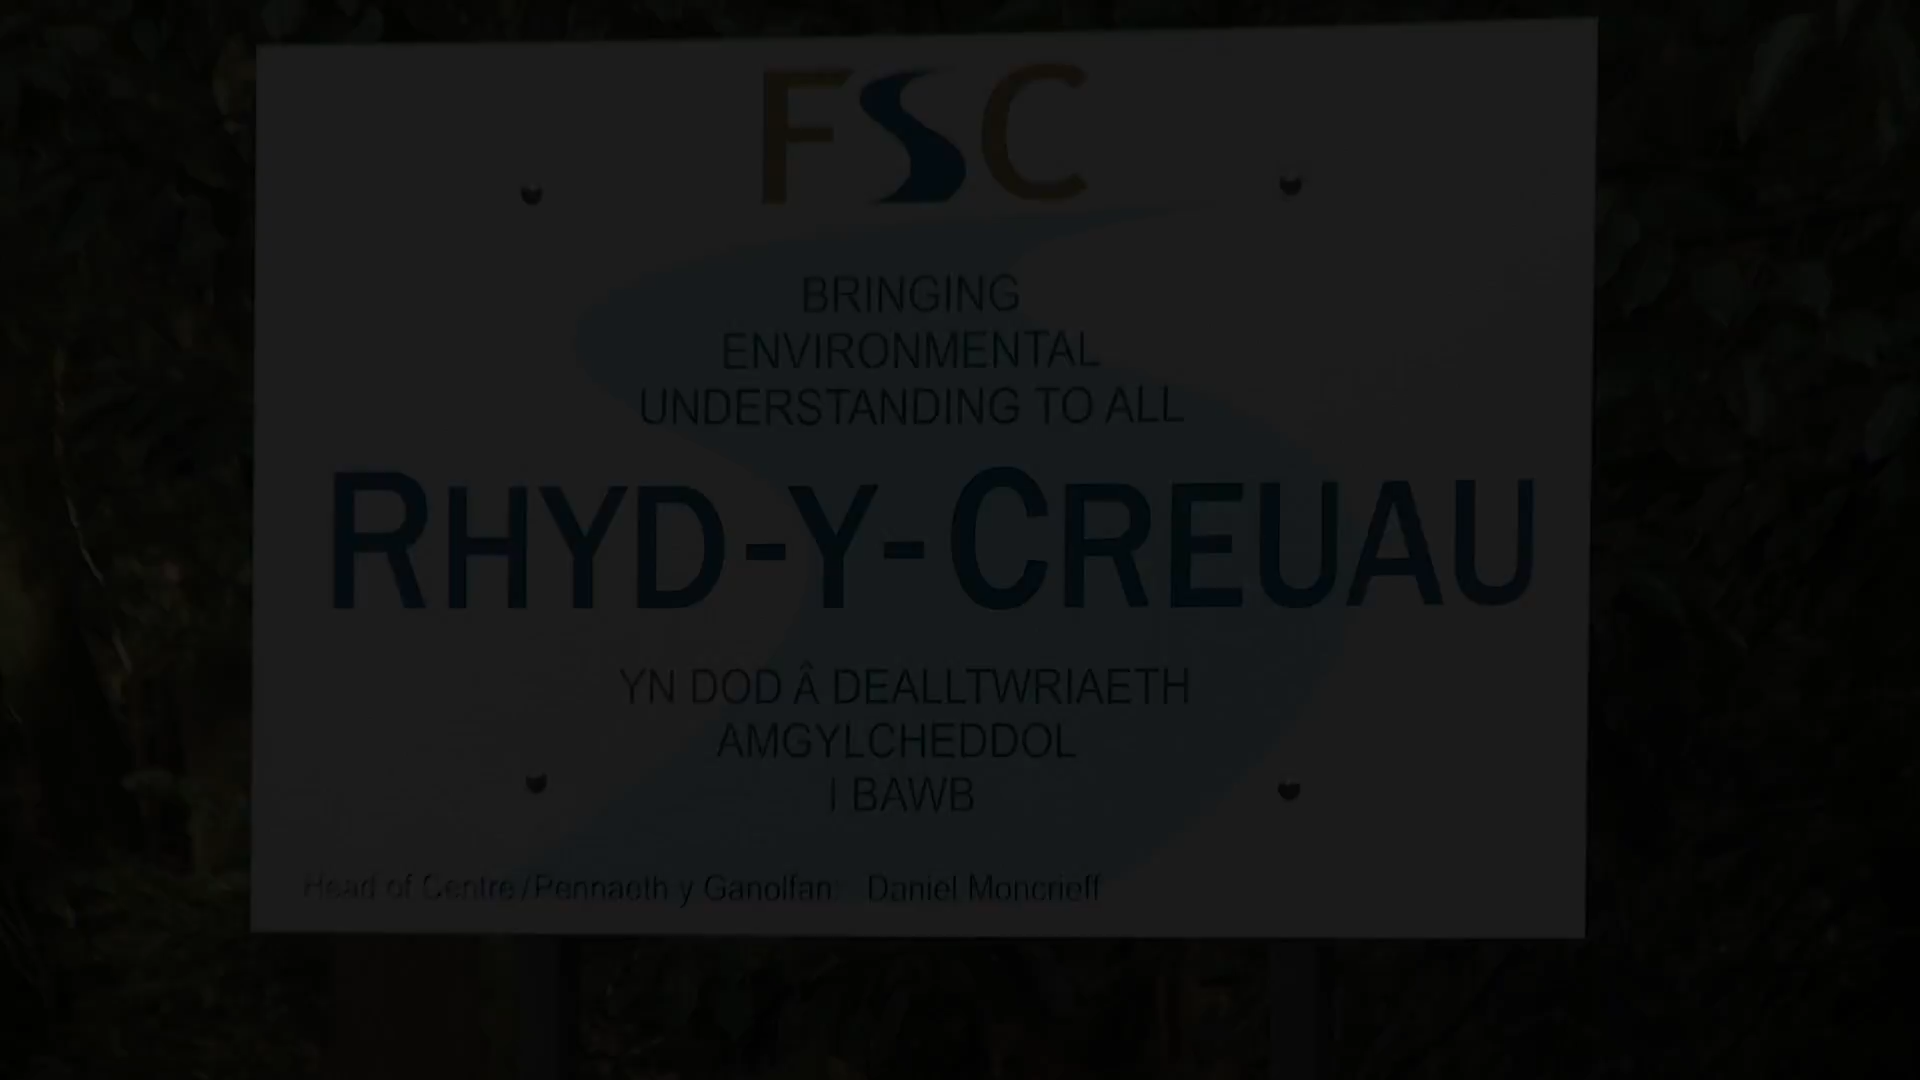 FSC
BRINGING
ENVIRONMENTAL
UNDERSTANDING TO ALL
RHYD-Y-CREUAU
YN DOD Â DEALLTWRIAETH
AMGYLCHEDDOL
I BAWB
Head of Centre/Pennaeth y Ganolfan: Daniel Moncrieff